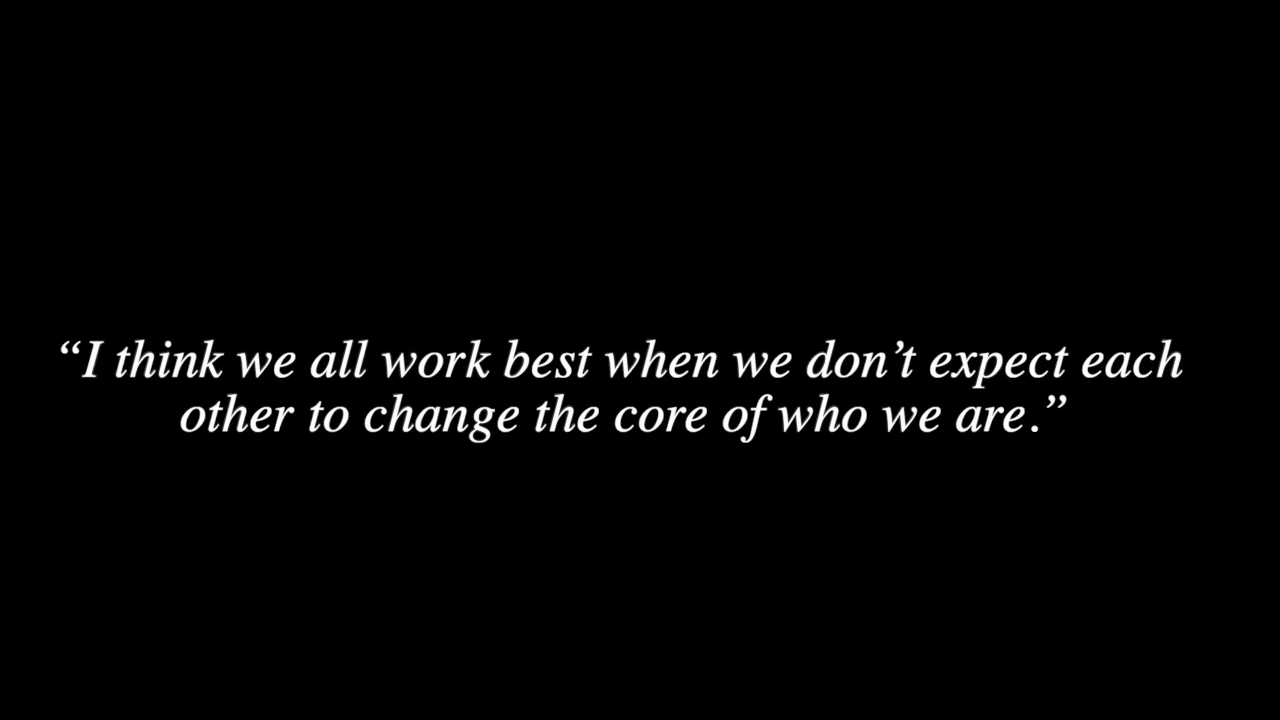 “I think we all work best when we don’t expect each
other to change the core of who we are.”